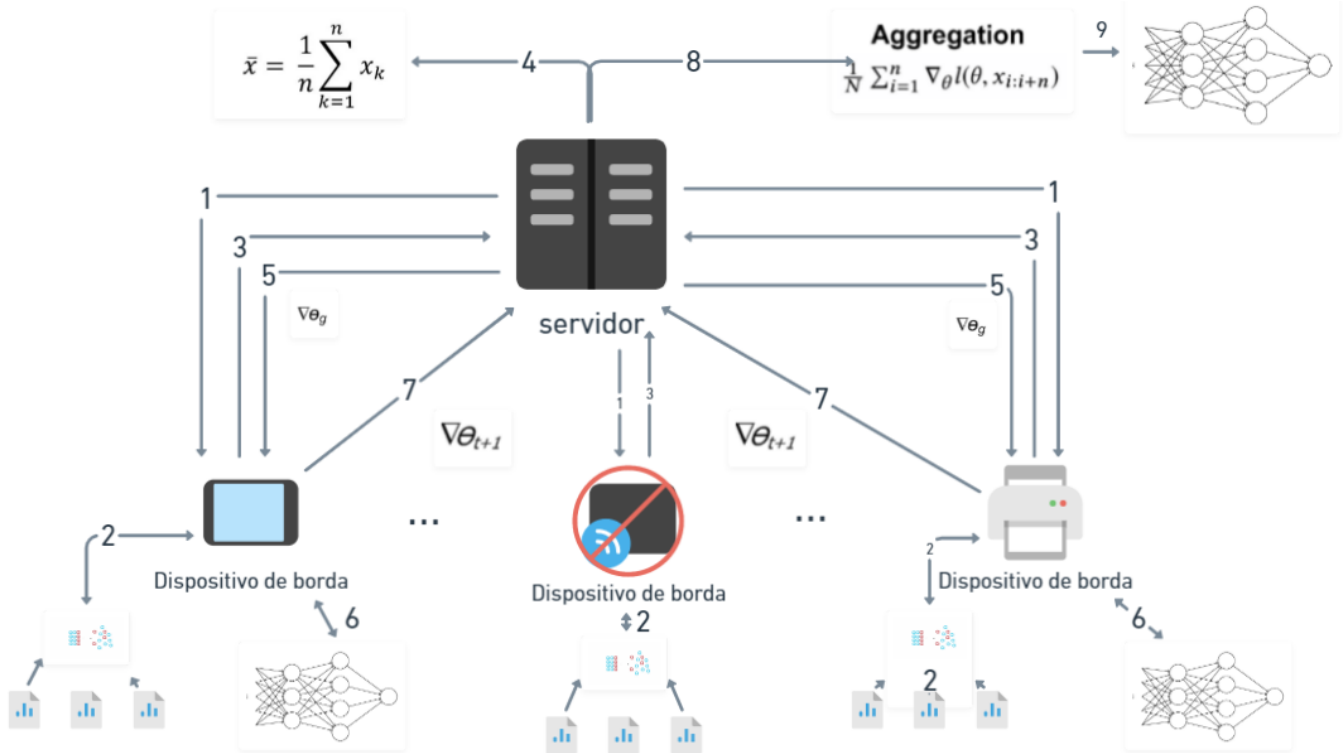 x̄ = 1/n ∑_{k=1}^{n} x_k
4
8
Aggregation
1/N ∑_{i=1}^{n} ∇_θ l(θ, x_{i:i+n})
9
1
1
3
3
5
5
∇θ_g
∇θ_g
servidor
7
1
3
7
∇θ_{t+1}
∇θ_{t+1}
...
...
2
2
Dispositivo de borda
Dispositivo de borda
Dispositivo de borda
6
2
6
2